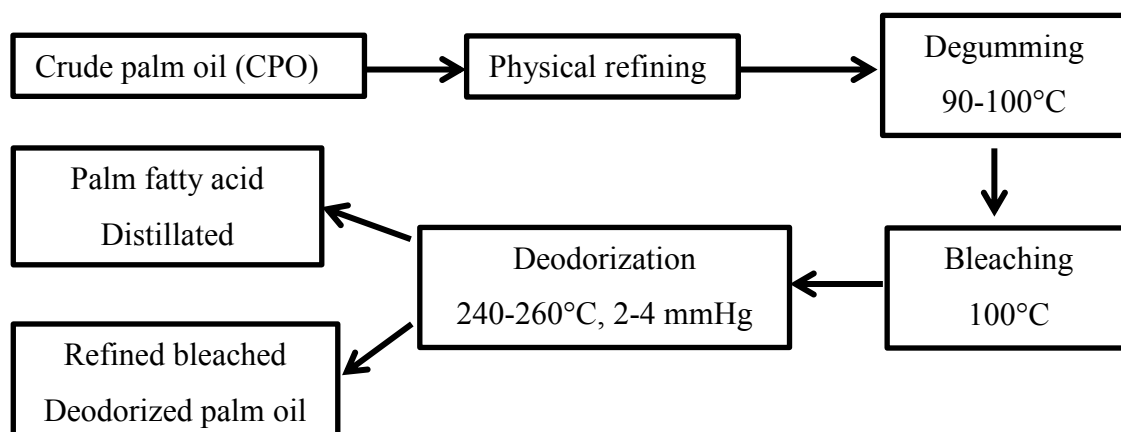 Crude palm oil (CPO)
Physical refining
Degumming
90-100°C
Bleaching
100°C
Deodorization
240-260°C, 2-4 mmHg
Palm fatty acid
Distillated
Refined bleached
Deodorized palm oil